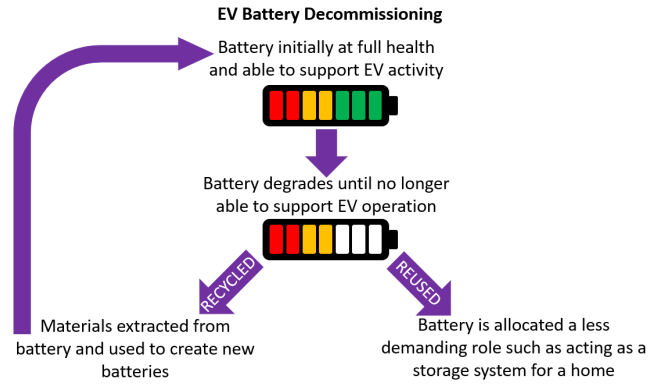 EV Battery Decommissioning
Battery initially at full health
and able to support EV activity
Battery degrades until no longer
able to support EV operation
RECYCLED
REUSED
Materials extracted from
battery and used to create new
batteries
Battery is allocated a less
demanding role such as acting as a
storage system for a home